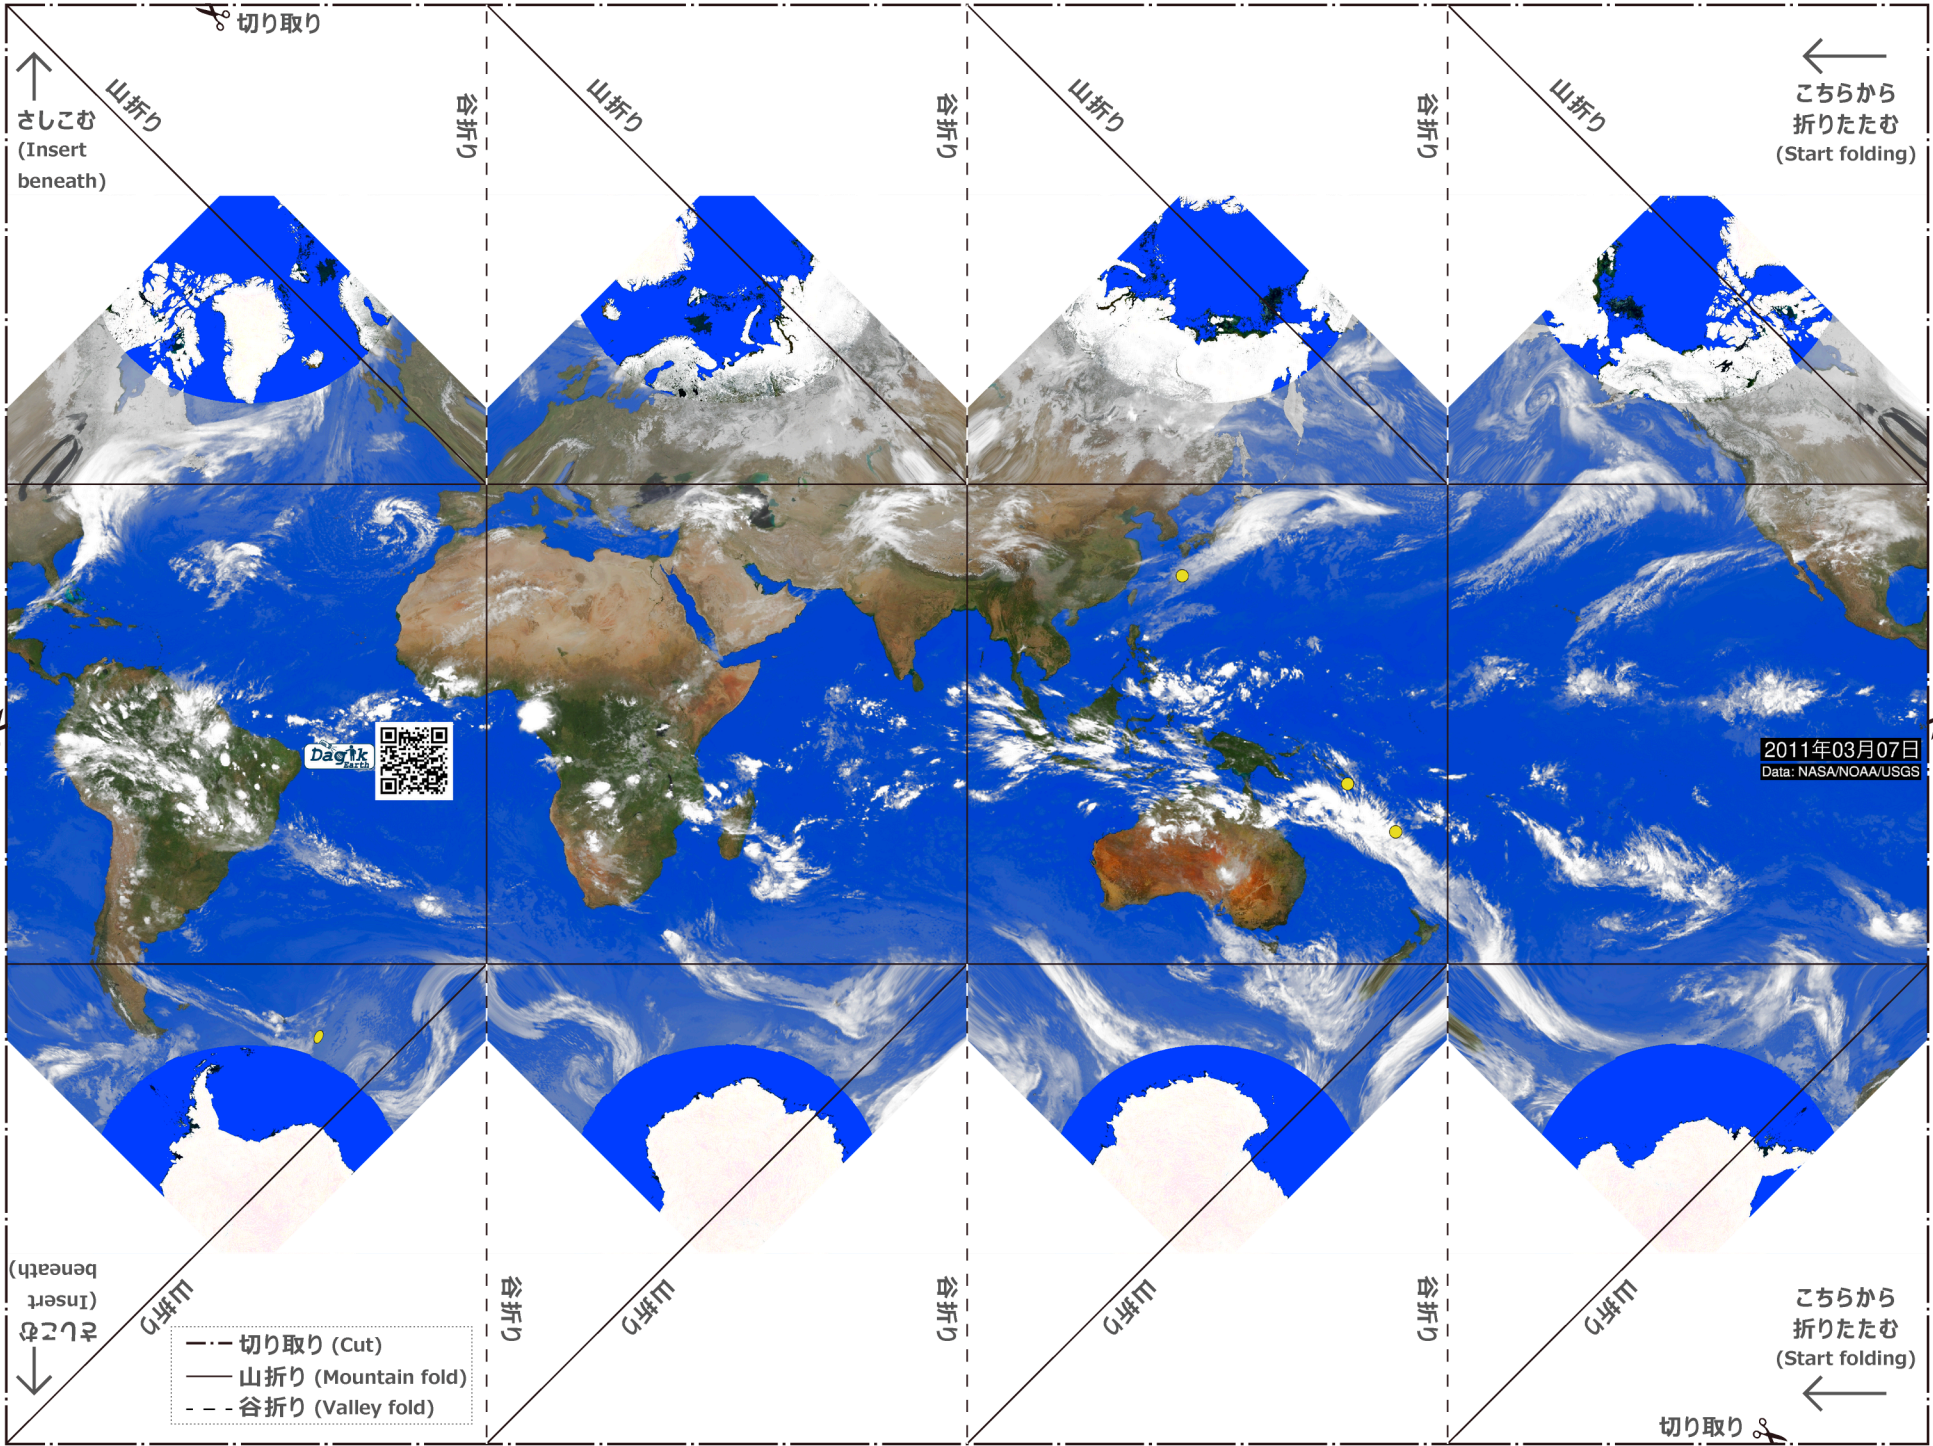 切り取り
山折り
谷折り
山折り
谷折り
山折り
谷折り
山折り
さしこむ
(Insert
beneath)
こちらから
折りたたむ
(Start folding)
Dagik
Earth
2011年03月07日
Data: NASA/NOAA/USGS
さしこむ
(Insert
beneath)
山折り
谷折り
山折り
谷折り
山折り
谷折り
山折り
こちらから
折りたたむ
(Start folding)
切り取り (Cut)
山折り (Mountain fold)
谷折り (Valley fold)
切り取り